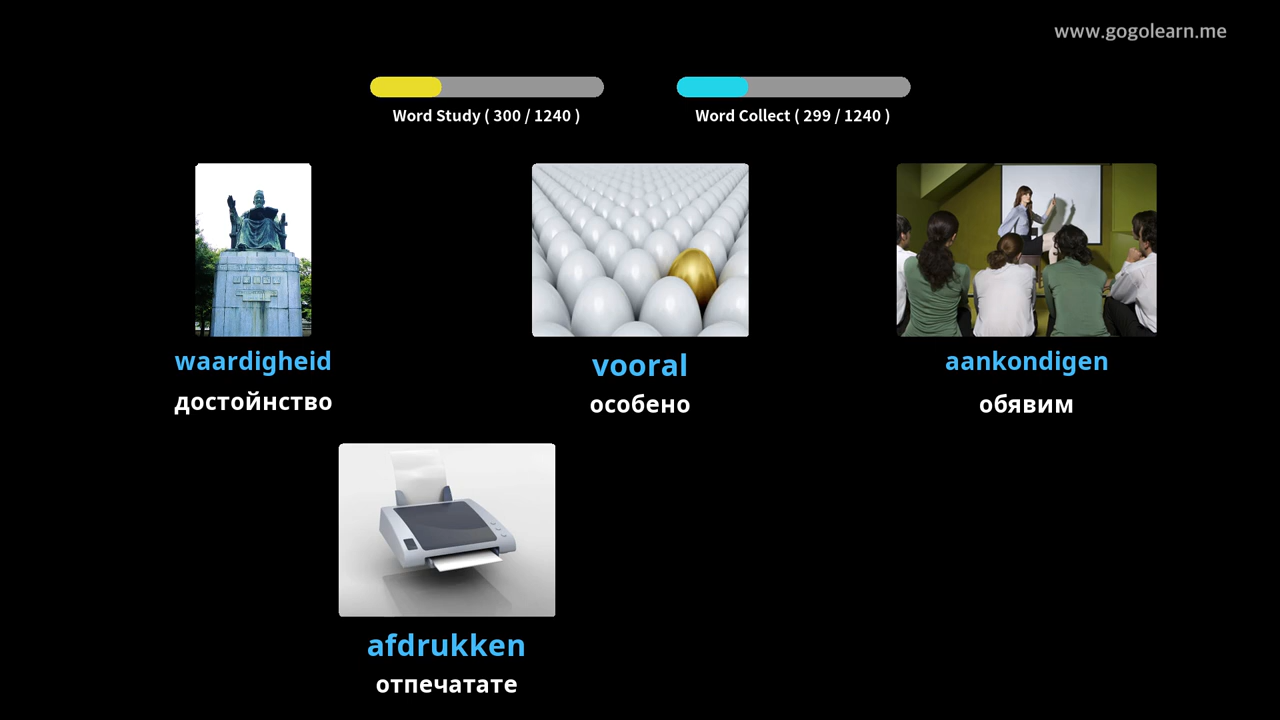 www.gogolearn.me
Word Study ( 300 / 1240 )
Word Collect ( 299 / 1240 )
waardigheid
достойнство
vooral
особено
aankondigen
обявим
afdrukken
отпечатате